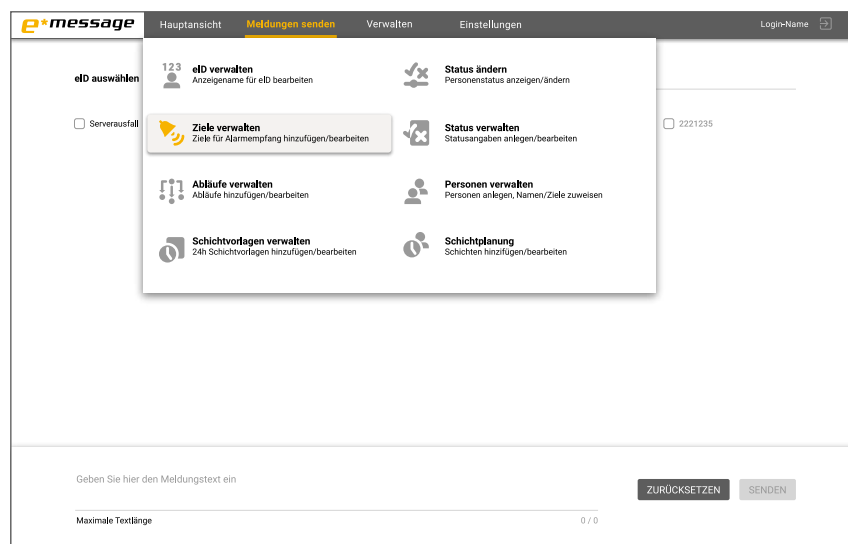 e*message Hauptansicht Meldungen senden Verwalten Einstellungen Login-Name
eID auswählen
123 eID verwalten
Anzeigename für eID bearbeiten
Status ändern
Personenstatus anzeigen/ändern
Serverausfall
Ziele verwalten
Ziele für Alarmempfang hinzufügen/bearbeiten
Status verwalten
Statusangaben anlegen/bearbeiten
2221235
Abläufe verwalten
Abläufe hinzufügen/bearbeiten
Personen verwalten
Personen anlegen, Namen/Ziele zuweisen
Schichtvorlagen verwalten
24h Schichtvorlagen hinzufügen/bearbeiten
Schichtplanung
Schichten hinzifügen/bearbeiten
Geben Sie hier den Meldungstext ein
ZURÜCKSETZEN SENDEN
Maximale Textlänge 0 / 0